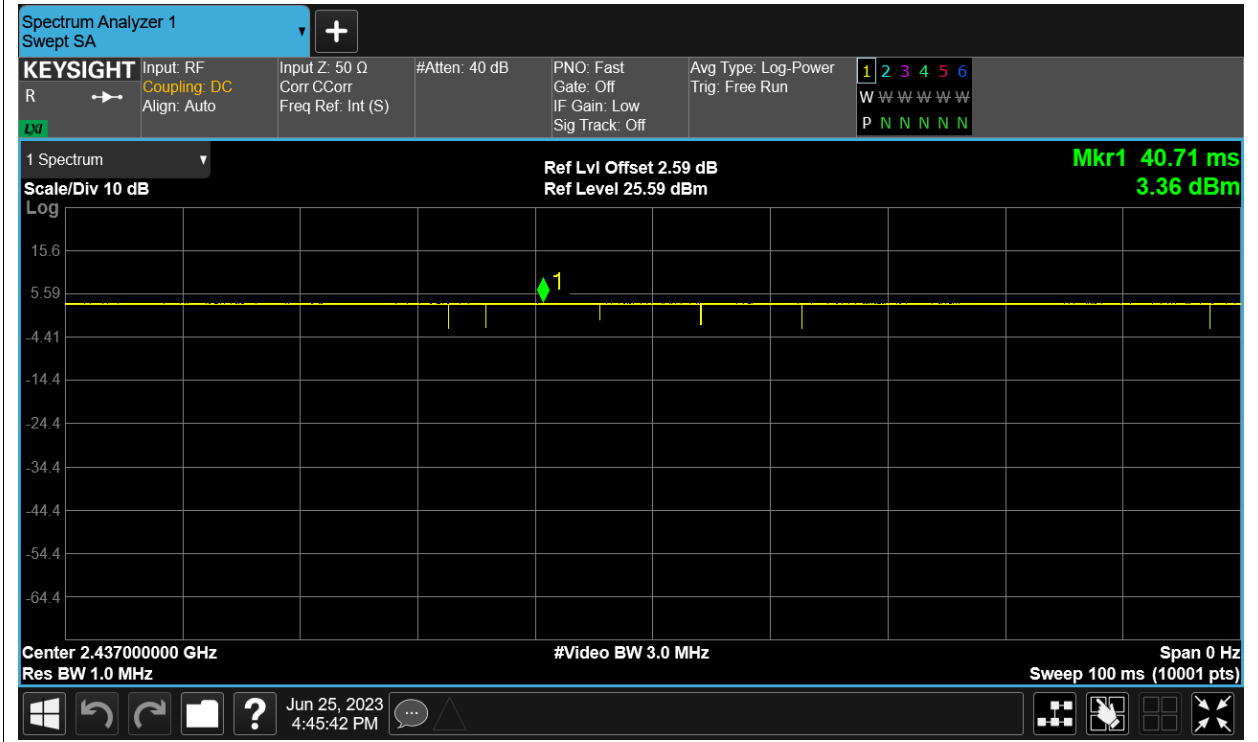 Spectrum Analyzer 1
Swept SA
+
KEYSIGHT
R
LXI
Input: RF
Coupling: DC
Align: Auto
Input Z: 50 Ω
Corr CCorr
Freq Ref: Int (S)
#Atten: 40 dB
PNO: Fast
Gate: Off
IF Gain: Low
Sig Track: Off
Avg Type: Log-Power
Trig: Free Run
1 2 3 4 5 6
W W W W W W
P N N N N N
1 Spectrum
Scale/Div 10 dB
Log
Ref Lvl Offset 2.59 dB
Ref Level 25.59 dBm
Mkr1 40.71 ms
3.36 dBm
15.6
5.59
-4.41
-14.4
-24.4
-34.4
-44.4
-54.4
-64.4
1
Center 2.437000000 GHz
Res BW 1.0 MHz
#Video BW 3.0 MHz
Span 0 Hz
Sweep 100 ms (10001 pts)
?
Jun 25, 2023
4:45:42 PM